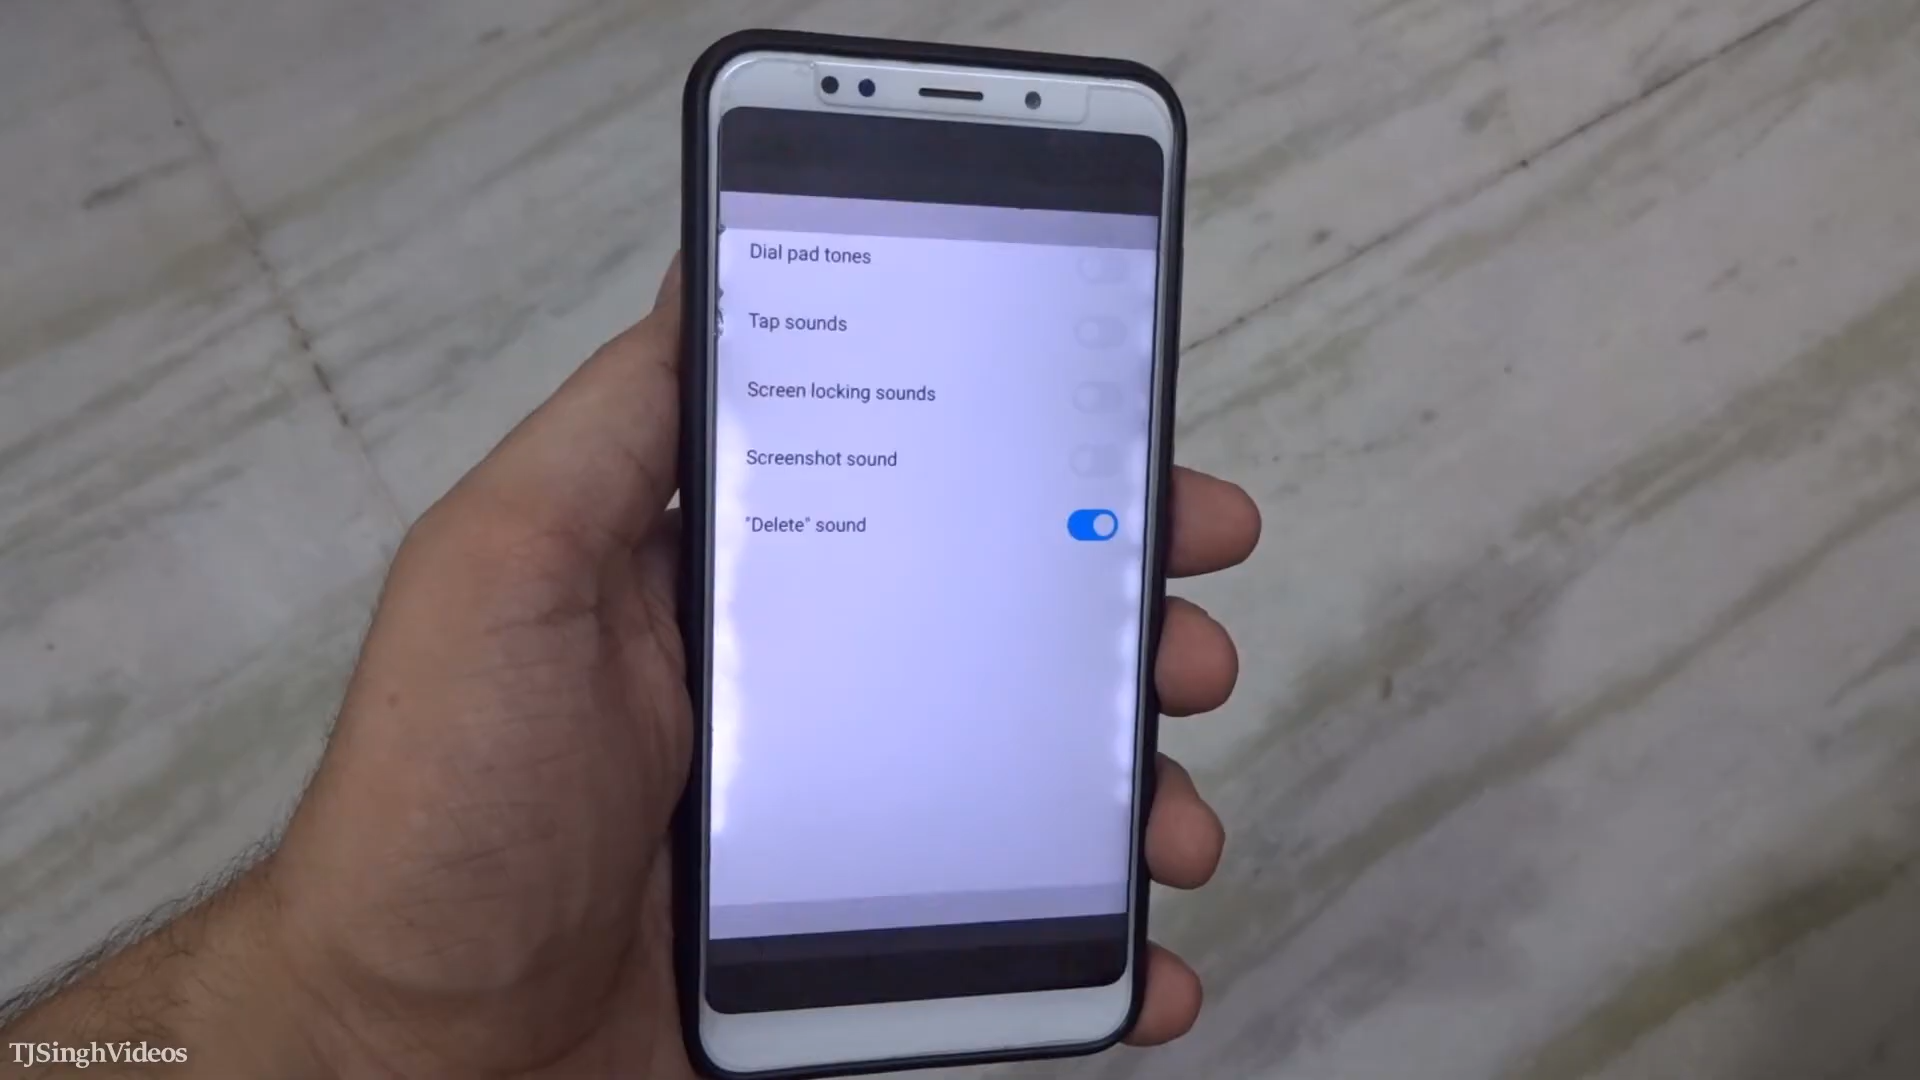 Dial pad tones
Tap sounds
Screen locking sounds
Screenshot sound
"Delete" sound
TJSinghVideos